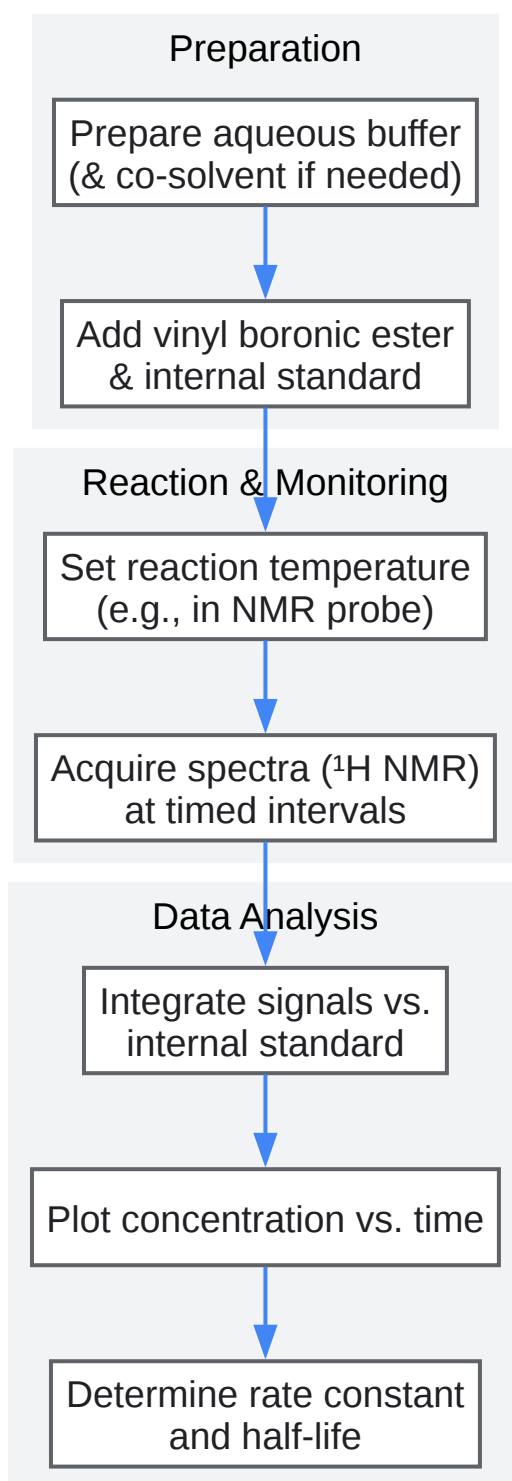 Preparation
Prepare aqueous buffer
(& co-solvent if needed)
Add vinyl boronic ester
& internal standard
Reaction & Monitoring
Set reaction temperature
(e.g., in NMR probe)
Acquire spectra (¹H NMR)
at timed intervals
Data Analysis
Integrate signals vs.
internal standard
Plot concentration vs. time
Determine rate constant
and half-life